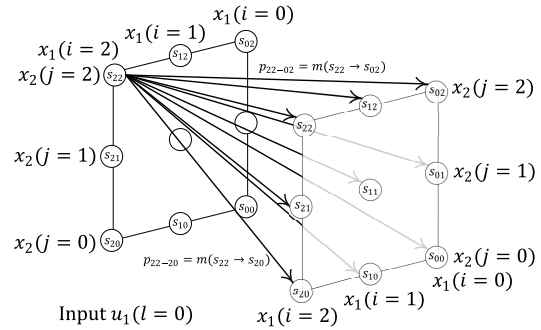 x₁(i = 0)
x₁(i = 1)
x₁(i = 2)
s₀₂
s₁₂
x₂(j = 2)
s₂₂
p₂₂₋₀₂ = m(s₂₂ → s₀₂)
s₀₂
x₂(j = 2)
s₁₂
s₂₂
x₂(j = 1)
s₂₁
s₀₁
x₂(j = 1)
s₁₁
s₀₀
s₂₁
s₁₀
x₂(j = 0)
s₂₀
p₂₂₋₂₀ = m(s₂₂ → s₂₀)
s₀₀
x₂(j = 0)
s₁₀
x₁(i = 0)
s₂₀
x₁(i = 1)
Input u₁(l = 0)
x₁(i = 2)